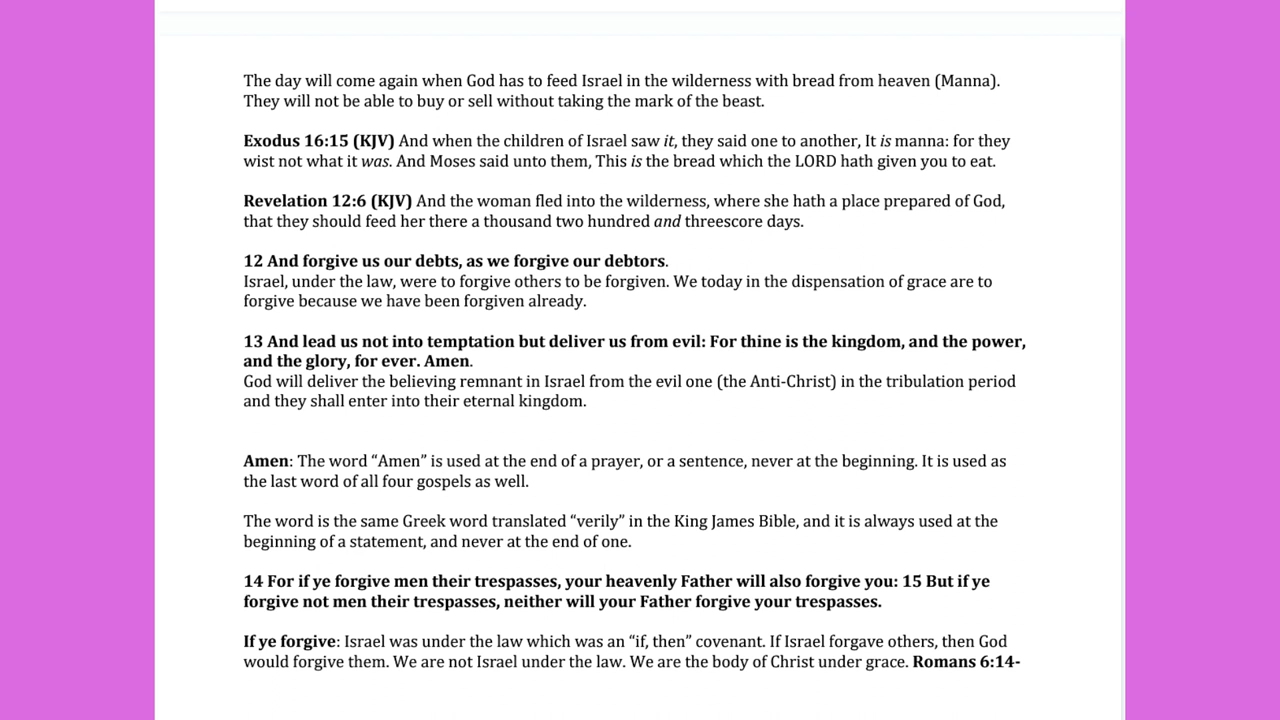 The day will come again when God has to feed Israel in the wilderness with bread from heaven (Manna).
They will not be able to buy or sell without taking the mark of the beast.
Exodus 16:15 (KJV) And when the children of Israel saw it, they said one to another, It is manna: for they
wist not what it was. And Moses said unto them, This is the bread which the LORD hath given you to eat.
Revelation 12:6 (KJV) And the woman fled into the wilderness, where she hath a place prepared of God,
that they should feed her there a thousand two hundred and threescore days.
12 And forgive us our debts, as we forgive our debtors.
Israel, under the law, were to forgive others to be forgiven. We today in the dispensation of grace are to
forgive because we have been forgiven already.
13 And lead us not into temptation but deliver us from evil: For thine is the kingdom, and the power,
and the glory, for ever. Amen.
God will deliver the believing remnant in Israel from the evil one (the Anti-Christ) in the tribulation period
and they shall enter into their eternal kingdom.
Amen: The word “Amen” is used at the end of a prayer, or a sentence, never at the beginning. It is used as
the last word of all four gospels as well.
The word is the same Greek word translated “verily” in the King James Bible, and it is always used at the
beginning of a statement, and never at the end of one.
14 For if ye forgive men their trespasses, your heavenly Father will also forgive you: 15 But if ye
forgive not men their trespasses, neither will your Father forgive your trespasses.
If ye forgive: Israel was under the law which was an “if, then” covenant. If Israel forgave others, then God
would forgive them. We are not Israel under the law. We are the body of Christ under grace. Romans 6:14-